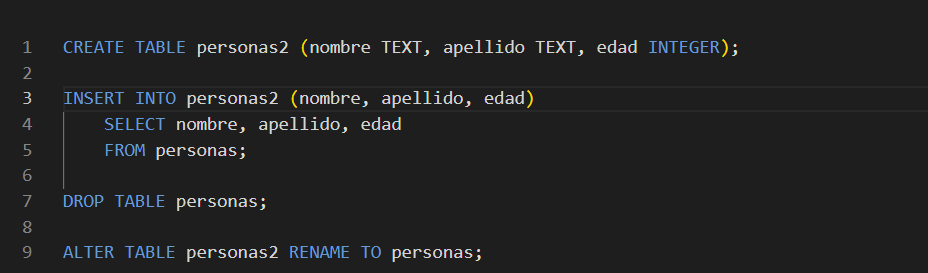 1 CREATE TABLE personas2 (nombre TEXT, apellido TEXT, edad INTEGER);
2
3 INSERT INTO personas2 (nombre, apellido, edad)
4     SELECT nombre, apellido, edad
5     FROM personas;
6
7 DROP TABLE personas;
8
9 ALTER TABLE personas2 RENAME TO personas;